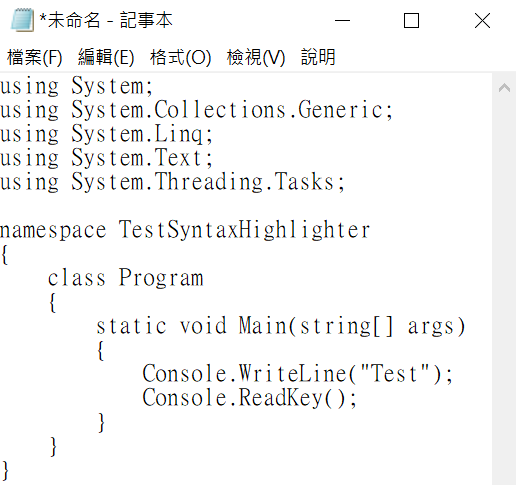 *未命名 - 記事本
檔案(F) 編輯(E) 格式(O) 檢視(V) 說明
using System;
using System.Collections.Generic;
using System.Linq;
using System.Text;
using System.Threading.Tasks;

namespace TestSyntaxHighlighter
{
    class Program
    {
        static void Main(string[] args)
        {
            Console.WriteLine("Test");
            Console.ReadKey();
        }
    }
}